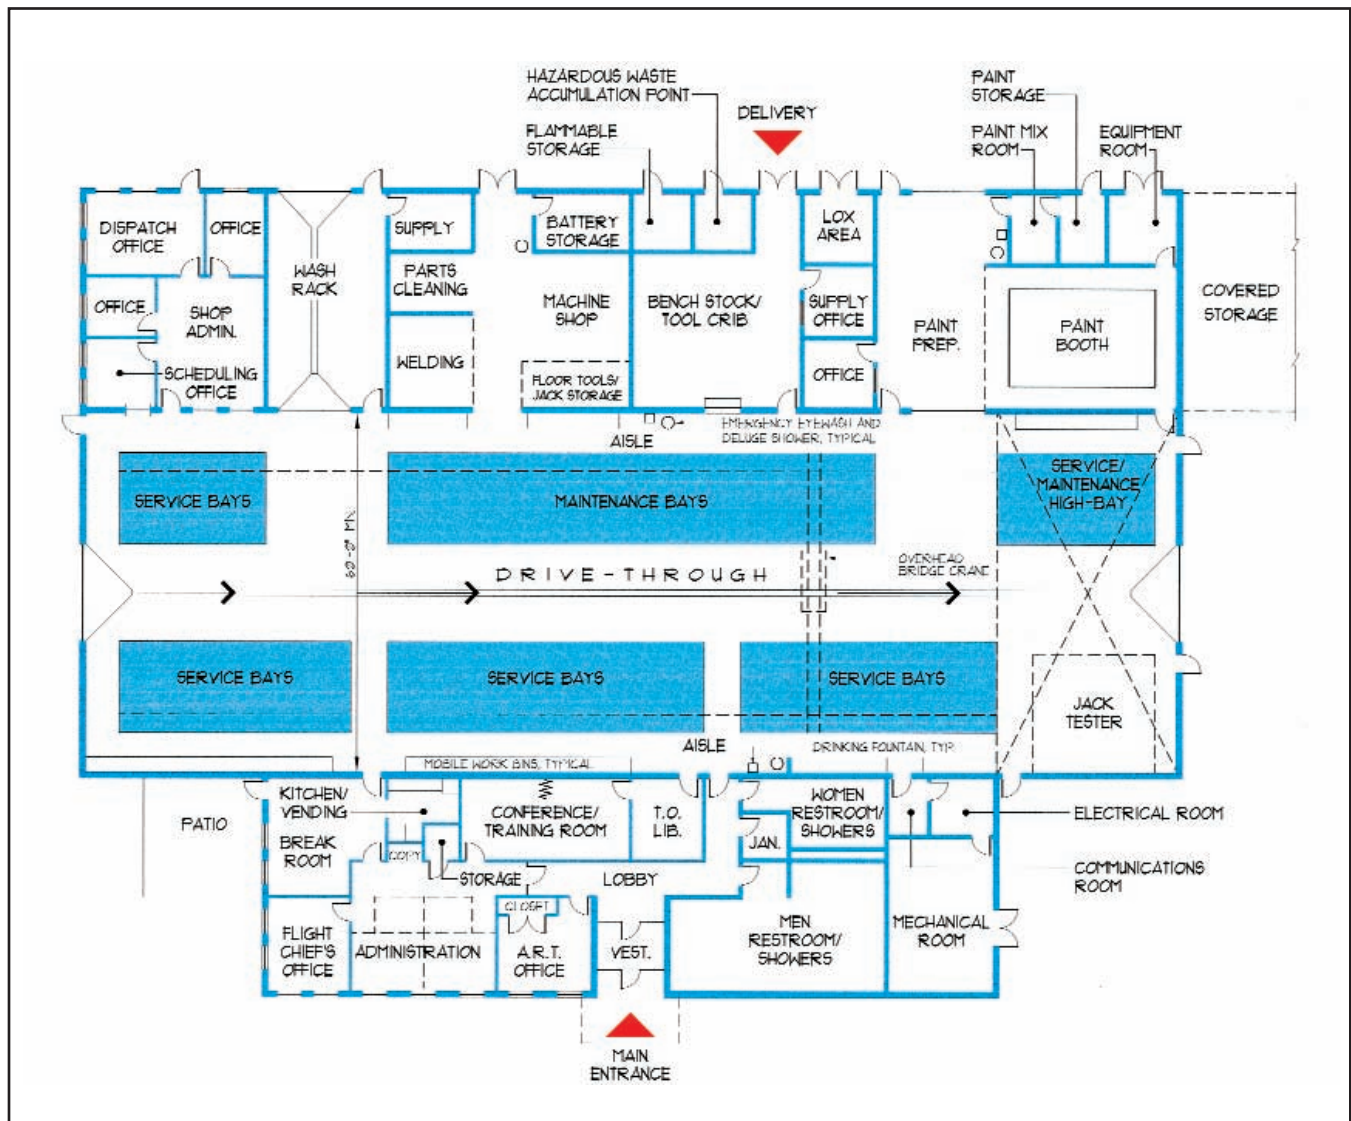 HAZARDOUS WASTE
ACCUMULATION POINT
PAINT
STORAGE
DELIVERY
FLAMMABLE
STORAGE
PAINT MIX
ROOM
EQUIPMENT
ROOM
DISPATCH
OFFICE
OFFICE
WASH
RACK
SUPPLY
BATTERY
STORAGE
LOX
AREA
PARTS
CLEANING
OFFICE
SHOP
ADMIN.
MACHINE
SHOP
BENCH STOCK/
TOOL CRIB
SUPPLY
OFFICE
PAINT
PREP.
PAINT
BOOTH
COVERED
STORAGE
WELDING
SCHEDULING
OFFICE
FLOOR TOOLS/
JACK STORAGE
OFFICE
AISLE
EMERGENCY EYEWASH AND
DELUGE SHOWER, TYPICAL
SERVICE BAYS
MAINTENANCE BAYS
SERVICE/
MAINTENANCE
HIGH-BAY
DRIVE-THROUGH
OVERHEAD
BRIDGE CRANE
SERVICE BAYS
SERVICE BAYS
SERVICE BAYS
JACK
TESTER
AISLE
DRINKING FOUNTAIN, TYP.
MOBILE WORK BINS, TYPICAL
PATIO
KITCHEN/
VENDING
CONFERENCE/
TRAINING ROOM
T.O.
LIB.
WOMEN
RESTROOM/
SHOWERS
ELECTRICAL ROOM
BREAK
ROOM
COPY
JAN.
STORAGE
LOBBY
COMMUNICATIONS
ROOM
CLOSET
FLIGHT
CHIEF'S
OFFICE
ADMINISTRATION
A.R.T.
OFFICE
VEST.
MEN
RESTROOM/
SHOWERS
MECHANICAL
ROOM
MAIN
ENTRANCE